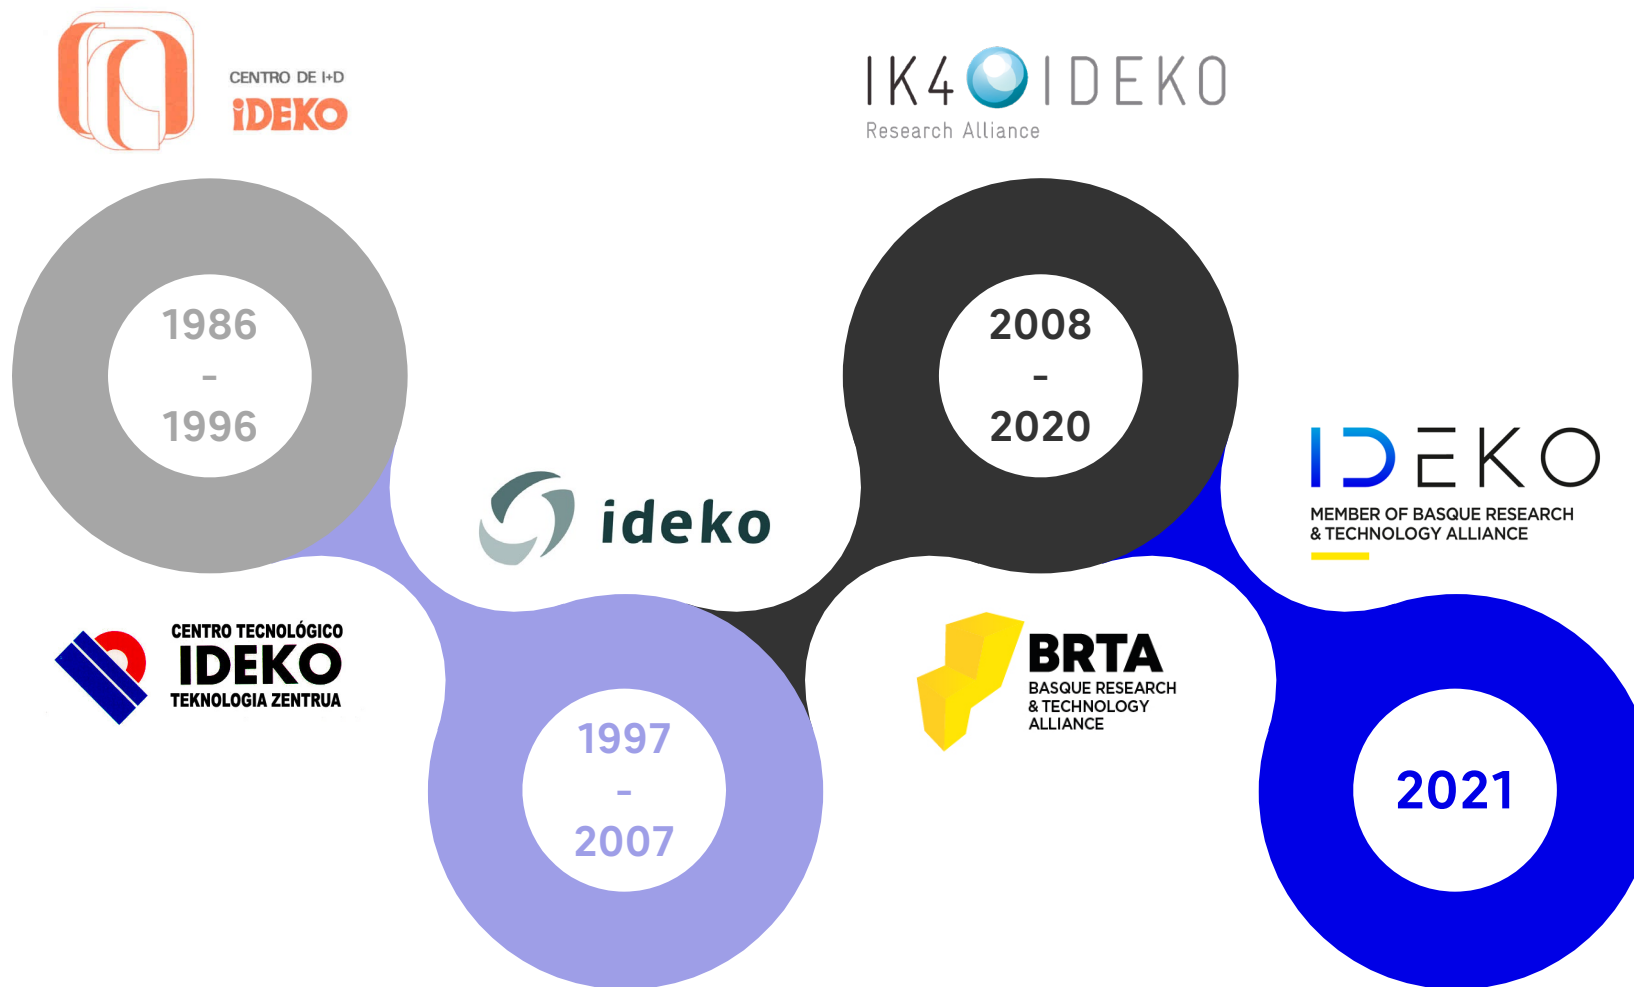 CENTRO DE I+D
iDEKO
1986
-
1996
CENTRO TECNOLÓGICO
IDEKO
TEKNOLOGIA ZENTRUA
ideko
1997
-
2007
IK4 IDEKO
Research Alliance
2008
-
2020
BRTA
BASQUE RESEARCH
& TECHNOLOGY
ALLIANCE
IDEKO
MEMBER OF BASQUE RESEARCH
& TECHNOLOGY ALLIANCE
2021